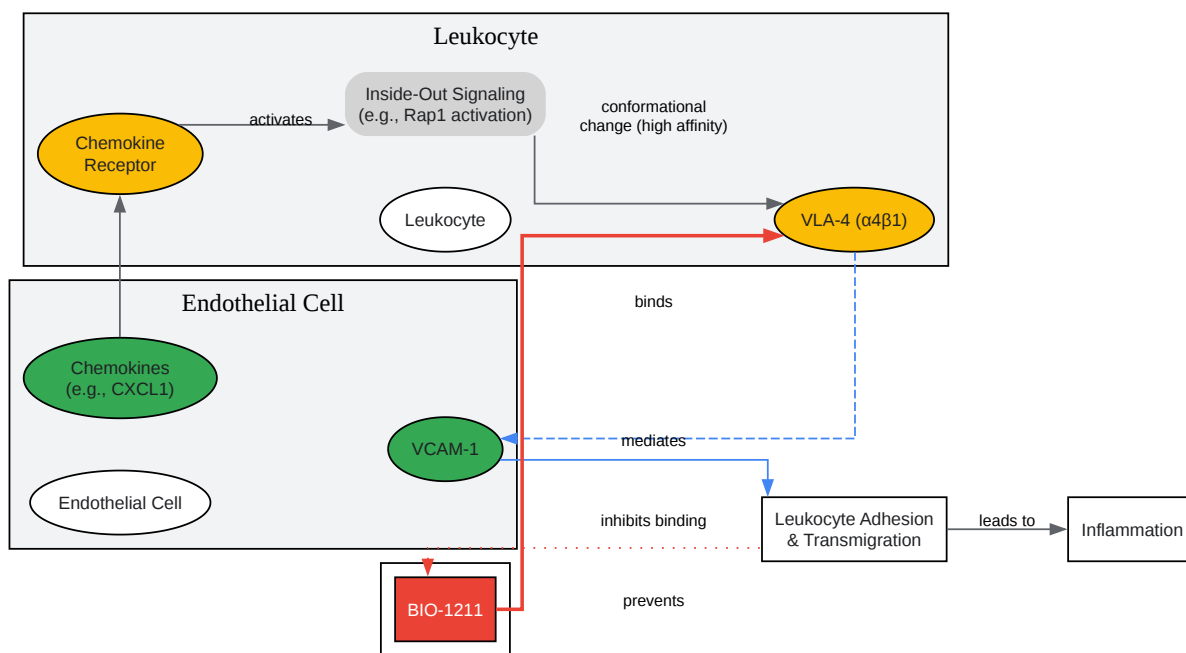 Leukocyte
Inside-Out Signaling
(e.g., Rap1 activation)
activates
conformational
change (high affinity)
Chemokine
Receptor
Leukocyte
VLA-4 (α4β1)
Endothelial Cell
binds
Chemokines
(e.g., CXCL1)
VCAM-1
mediates
Endothelial Cell
inhibits binding
Leukocyte Adhesion
& Transmigration
leads to
Inflammation
BIO-1211
prevents